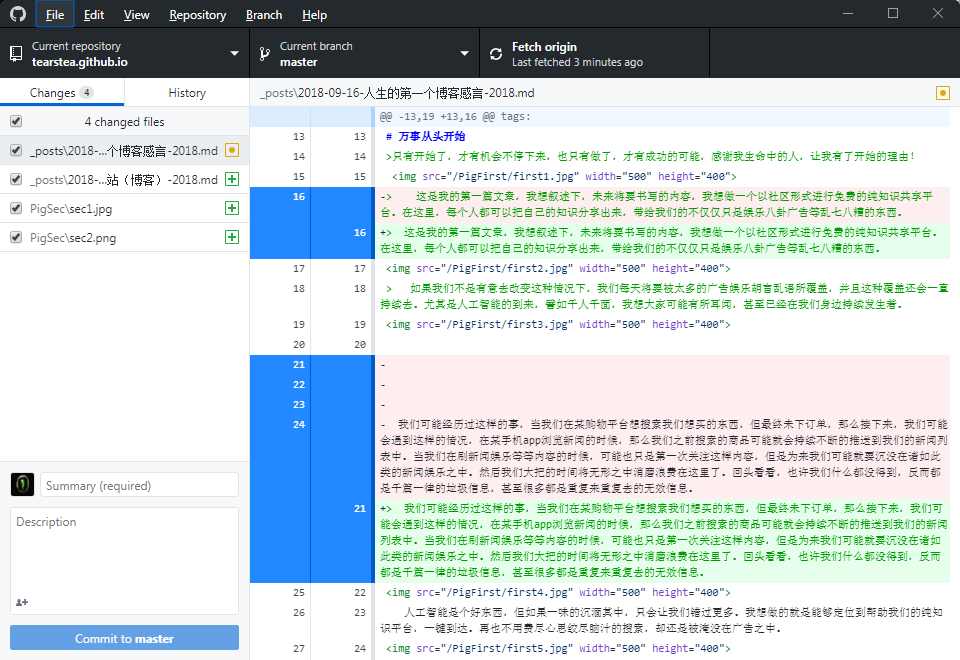 File Edit View Repository Branch Help
Current repository
tearstea.github.io
Current branch
master
Fetch origin
Last fetched 3 minutes ago
Changes 4 History
4 changed files
_posts\2018-...个博客感言-2018.md
_posts\2018-...站（博客）-2018.md
PigSec\sec1.jpg
PigSec\sec2.png
Summary (required)
Description
Commit to master
_posts\2018-09-16-人生的第一个博客感言-2018.md
@@ -13,19 +13,16 @@ tags:
13 13 # 万事从头开始
14 14 >只有开始了，才有机会不停下来，也只有做了，才有成功的可能，感谢我生命中的人，让我有了开始的理由！
15 15 <img src="/PigFirst/first1.jpg" width="500" height="400">
16 -> 这是我的第一篇文章，我想叙述下，未来将要书写的内容，我想做一个以社区形式进行免费的纯知识共享平
台。在这里，每个人都可以把自己的知识分享出来，带给我们的不仅仅只是娱乐八卦广告等乱七八糟的东西。
16 +> 这是我的第一篇文章，我想叙述下，未来将要书写的内容，我想做一个以社区形式进行免费的纯知识共享平台。
在这里，每个人都可以把自己的知识分享出来，带给我们的不仅仅只是娱乐八卦广告等乱七八糟的东西。
17 17 <img src="/PigFirst/first2.jpg" width="500" height="400">
18 18 > 如果我们不是有意去改变这种情况下，我们每天将要被太多的广告娱乐胡言乱语所覆盖，并且这种覆盖还会一直
持续去。尤其是人工智能的到来，譬如千人千面，我想大家可能有所耳闻，甚至已经在我们身边持续发生着。
19 19 <img src="/PigFirst/first3.jpg" width="500" height="400">
20 20
21 -
22 -
23 -
24 - 我们可能经历过这样的事，当我们在某购物平台想搜索我们想买的东西，但最终未下订单，那么接下来，我们可能
会遇到这样的情况，在某手机app浏览新闻的时候，那么我们之前搜索的商品可能就会持续不断的推送到我们的新闻列
表中。当我们在刷新闻娱乐等等内容的时候，可能也只是第一次关注这样内容，但是为来我们可能就要沉没在诸如此
类的新闻娱乐之中。然后我们大把的时间将无形之中消磨浪费在这里了。回头看看，也许我们什么都没得到，反而都
是千篇一律的垃圾信息，甚至很多都是重复来重复去的无效信息。
21 +> 我们可能经历过这样的事，当我们在某购物平台想搜索我们想买的东西，但最终未下订单，那么接下来，我们可
能会遇到这样的情况，在某手机app浏览新闻的时候，那么我们之前搜索的商品可能就会持续不断的推送到我们的新闻
列表中。当我们在刷新闻娱乐等等内容的时候，可能也只是第一次关注这样内容，但是为来我们可能就要沉没在诸如
此类的新闻娱乐之中。然后我们大把的时间将无形之中消磨浪费在这里了。回头看看，也许我们什么都没得到，反而
都是千篇一律的垃圾信息，甚至很多都是重复来重复去的无效信息。
25 22 <img src="/PigFirst/first4.jpg" width="500" height="400">
26 23 人工智能是个好东西，但如果一味的沉溺其中，只会让我们错过更多。我想做的就是能够定位到帮助我们的纯知
识平台，一键到达。再也不用费尽心思绞尽脑汁的搜索，却还是被淹没在广告之中。
27 24 <img src="/PigFirst/first5.jpg" width="500" height="400">